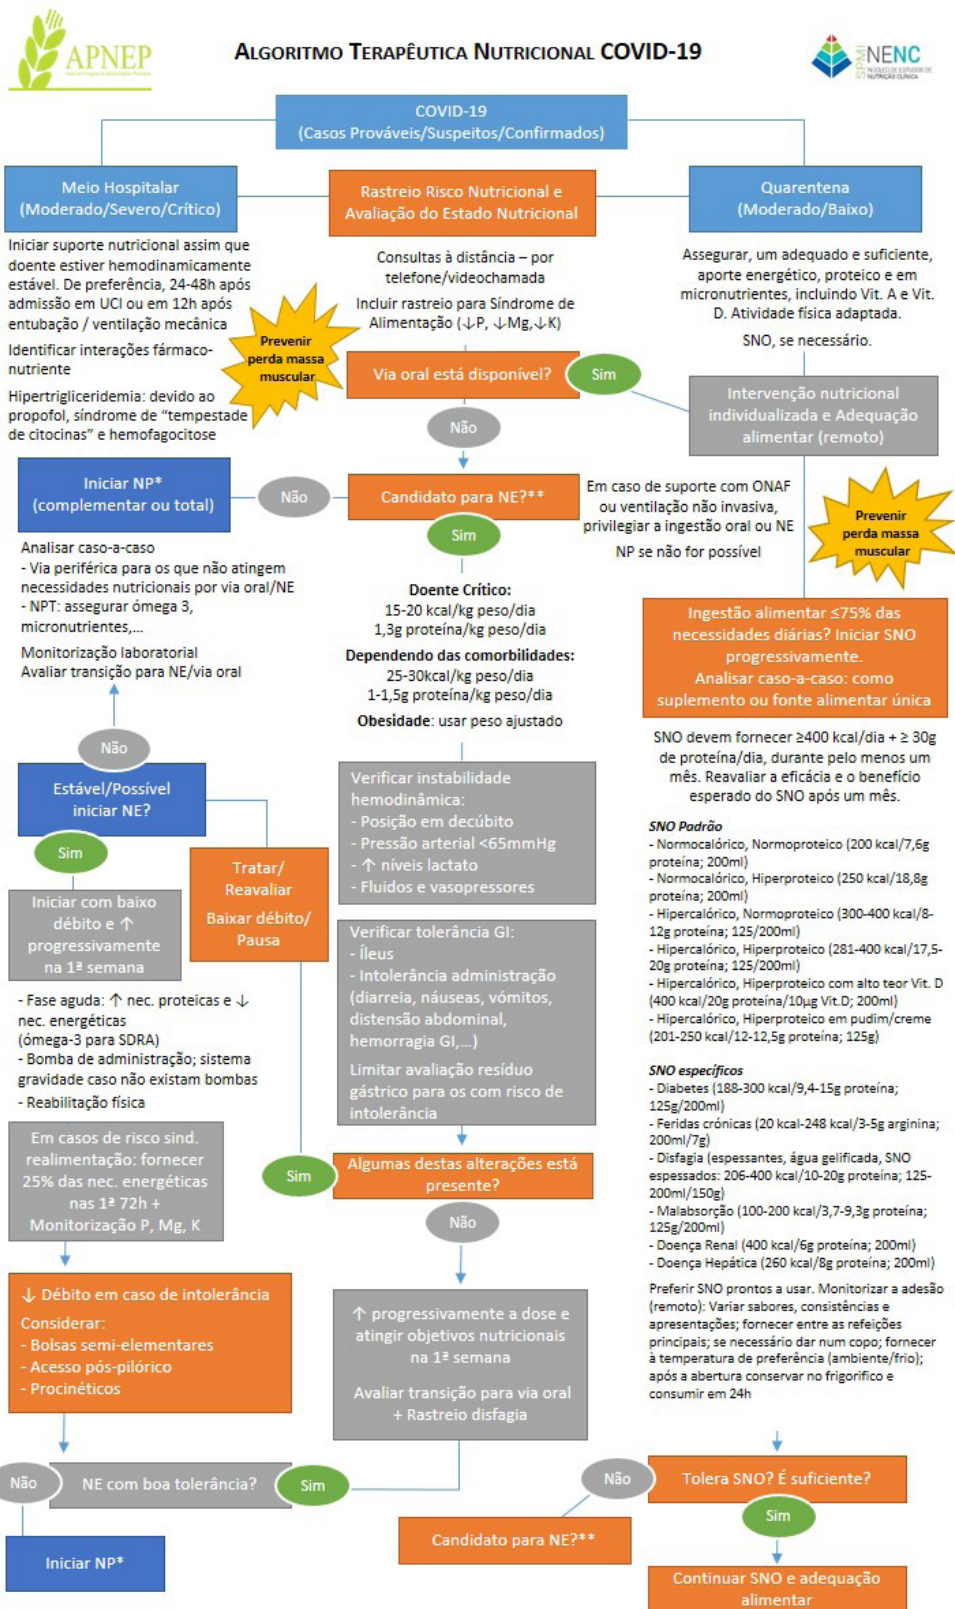 APNEP
ALGORITMO TERAPÊUTICA NUTRICIONAL COVID-19
SPMI NENC
NÚCLEO DE ESTUDOS DE
NUTRIÇÃO CLÍNICA
COVID-19
(Casos Prováveis/Suspeitos/Confirmados)
Meio Hospitalar
(Moderado/Severo/Crítico)
Rastreio Risco Nutricional e
Avaliação do Estado Nutricional
Quarentena
(Moderado/Baixo)
Iniciar suporte nutricional assim que
doente estiver hemodinamicamente
estável. De preferência, 24-48h após
admissão em UCI ou em 12h após
entubação / ventilação mecânica
Identificar interações fármaco-
nutriente
Hipertrigliceridemia: devido ao
propofol, síndrome de “tempestade
de citocinas” e hemofagocitose
Prevenir
perda massa
muscular
Consultas à distância – por
telefone/videochamada
Incluir rastreio para Síndrome de
Alimentação (↓P, ↓Mg,↓K)
Via oral está disponível?
Sim
Não
Assegurar, um adequado e suficiente,
aporte energético, proteico e em
micronutrientes, incluindo Vit. A e Vit.
D. Atividade física adaptada.
SNO, se necessário.
Intervenção nutricional
individualizada e Adequação
alimentar (remoto)
Iniciar NP*
(complementar ou total)
Não
Candidato para NE?**
Sim
Em caso de suporte com ONAF
ou ventilação não invasiva,
privilegiar a ingestão oral ou NE
NP se não for possível
Prevenir
perda massa
muscular
Analisar caso-a-caso
- Via periférica para os que não atingem
necessidades nutricionais por via oral/NE
- NPT: assegurar ómega 3,
micronutrientes,...
Monitorização laboratorial
Avaliar transição para NE/via oral
Doente Crítico:
15-20 kcal/kg peso/dia
1,3g proteína/kg peso/dia
Dependendo das comorbilidades:
25-30kcal/kg peso/dia
1-1,5g proteína/kg peso/dia
Obesidade: usar peso ajustado
Ingestão alimentar ≤75% das
necessidades diárias? Iniciar SNO
progressivamente.
Analisar caso-a-caso: como
suplemento ou fonte alimentar única
Não
Estável/Possível
iniciar NE?
Sim
Tratar/
Reavaliar
Baixar débito/
Pausa
Verificar instabilidade
hemodinâmica:
- Posição em decúbito
- Pressão arterial <65mmHg
- ↑ níveis lactato
- Fluidos e vasopressores
SNO devem fornecer ≥400 kcal/dia + ≥ 30g
de proteína/dia, durante pelo menos um
mês. Reavaliar a eficácia e o benefício
esperado do SNO após um mês.
Iniciar com baixo
débito e ↑
progressivamente
na 1ª semana
Verificar tolerância GI:
- Íleus
- Intolerância administração
(diarreia, náuseas, vómitos,
distensão abdominal,
hemorragia GI,...)
Limitar avaliação resíduo
gástrico para os com risco de
intolerância
SNO Padrão
- Normocalórico, Normoproteico (200 kcal/7,6g
proteína; 200ml)
- Normocalórico, Hiperproteico (250 kcal/18,8g
proteína; 200ml)
- Hipercalórico, Normoproteico (300-400 kcal/8-
12g proteína; 125/200ml)
- Hipercalórico, Hiperproteico (281-400 kcal/17,5-
20g proteína; 125/200ml)
- Hipercalórico, Hiperproteico com alto teor Vit. D
(400 kcal/20g proteína/10µg Vit.D; 200ml)
- Hipercalórico, Hiperproteico em pudim/creme
(201-250 kcal/12-12,5g proteína; 125g)
- Fase aguda: ↑ nec. proteicas e ↓
nec. energéticas
(ómega-3 para SDRA)
- Bomba de administração; sistema
gravidade caso não existam bombas
- Reabilitação física
SNO específicos
- Diabetes (188-300 kcal/9,4-15g proteína;
125g/200ml)
- Feridas crónicas (20 kcal-248 kcal/3-5g arginina;
200ml/7g)
- Disfagia (espessantes, água gelificada, SNO
espessados: 206-400 kcal/10-20g proteína; 125-
200ml/150g)
- Malabsorção (100-200 kcal/3,7-9,3g proteína;
125g/200ml)
- Doença Renal (400 kcal/6g proteína; 200ml)
- Doença Hepática (260 kcal/8g proteína; 200ml)
Em casos de risco sind.
realimentação: fornecer
25% das nec. energéticas
nas 1ª 72h +
Monitorização P, Mg, K
Sim
Algumas destas alterações está
presente?
Não
↓ Débito em caso de intolerância
Considerar:
- Bolsas semi-elementares
- Acesso pós-pilórico
- Procinéticos
↑ progressivamente a dose e
atingir objetivos nutricionais
na 1ª semana
Avaliar transição para via oral
+ Rastreio disfagia
Preferir SNO prontos a usar. Monitorizar a adesão
(remoto): Variar sabores, consistências e
apresentações; fornecer entre as refeições
principais; se necessário dar num copo; fornecer
à temperatura de preferência (ambiente/frio);
após a abertura conservar no frigorifico e
consumir em 24h
Não
NE com boa tolerância?
Sim
Não
Tolera SNO? É suficiente?
Sim
Iniciar NP*
Candidato para NE?**
Continuar SNO e adequação
alimentar